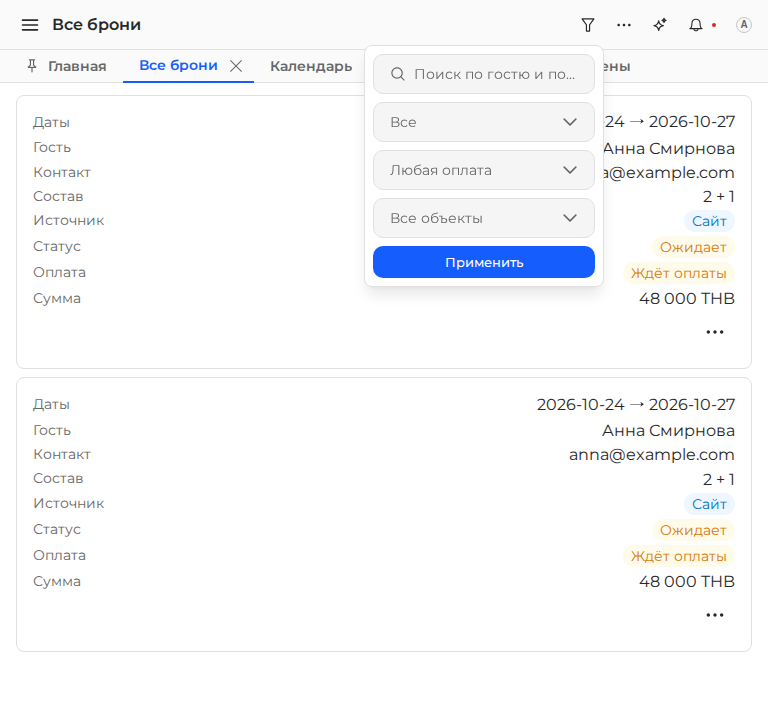 Все брони
A
Главная
Все брони
Календарь
ены
Поиск по гостю и по...
Все
Любая оплата
Все объекты
Применить
Даты
24 → 2026-10-27
Гость
Анна Смирнова
Контакт
a@example.com
Состав
2 + 1
Источник
Сайт
Статус
Ожидает
Оплата
Ждёт оплаты
Сумма
48 000 THB
Даты
2026-10-24 → 2026-10-27
Гость
Анна Смирнова
Контакт
anna@example.com
Состав
2 + 1
Источник
Сайт
Статус
Ожидает
Оплата
Ждёт оплаты
Сумма
48 000 THB